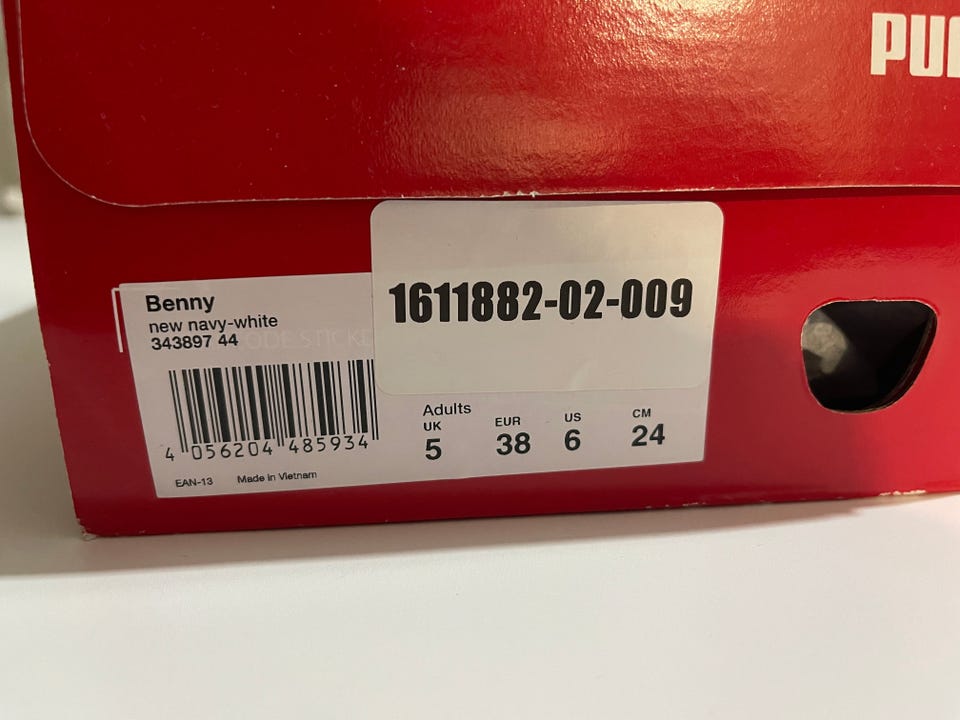 PU
1611882-02-009
Benny
new navy-white
343897 44
4 056204 485934
EAN-13 Made in Vietnam
Adults
UK EUR US CM
5 38 6 24